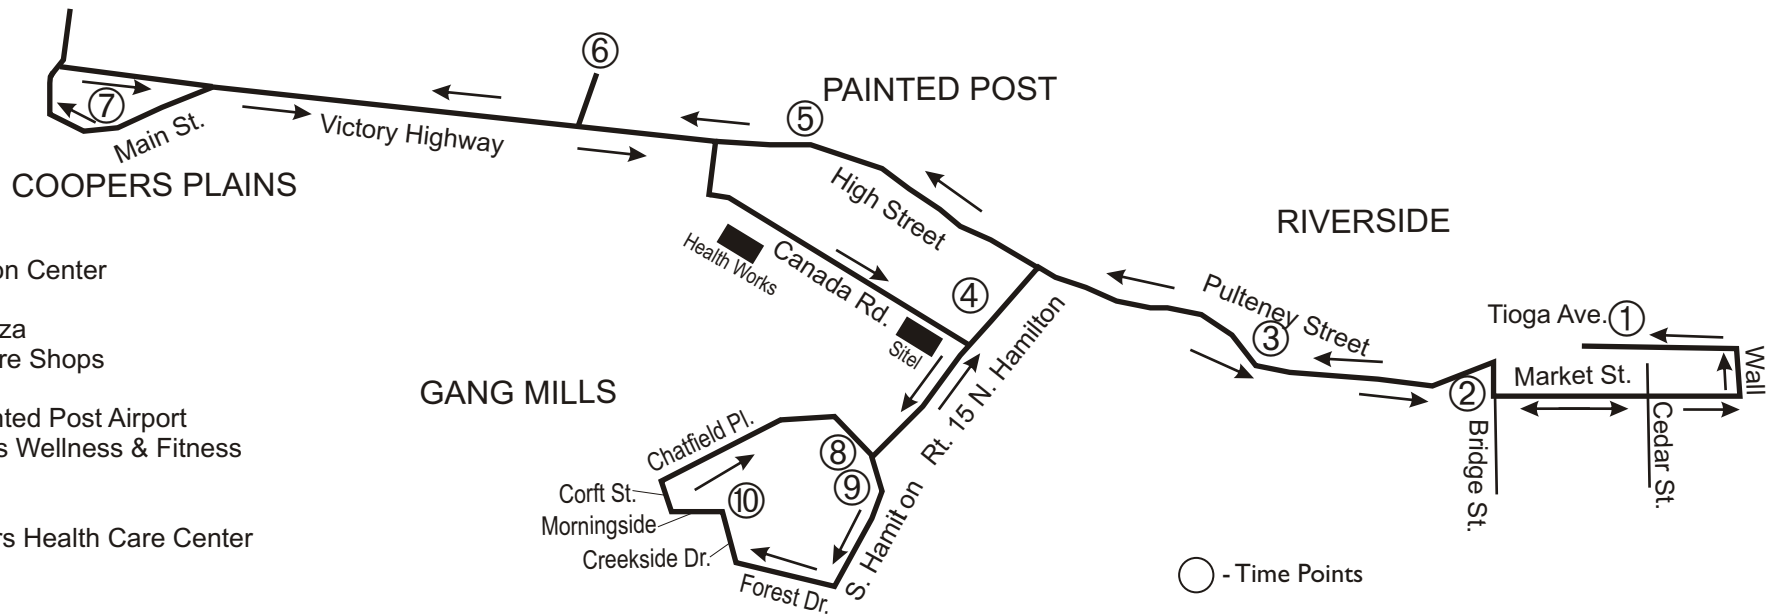 ⑥
PAINTED POST
⑤
⑦
Main St.
Victory Highway
COOPERS PLAINS
High Street
RIVERSIDE
Health Works
Canada Rd.
④
Pulteney Street
Tioga Ave. ①
③
Sitel
Rt. 15 N. Hamilton
Wall
Market St.
②
Bridge St.
Cedar St.
on Center
za
re Shops
nted Post Airport
s Wellness & Fitness
rs Health Care Center
GANG MILLS
Chatfield Pl.
⑧
⑨
Corft St.
⑩
Morningside
Creekside Dr.
Forest Dr.
S. Hamilton
- Time Points